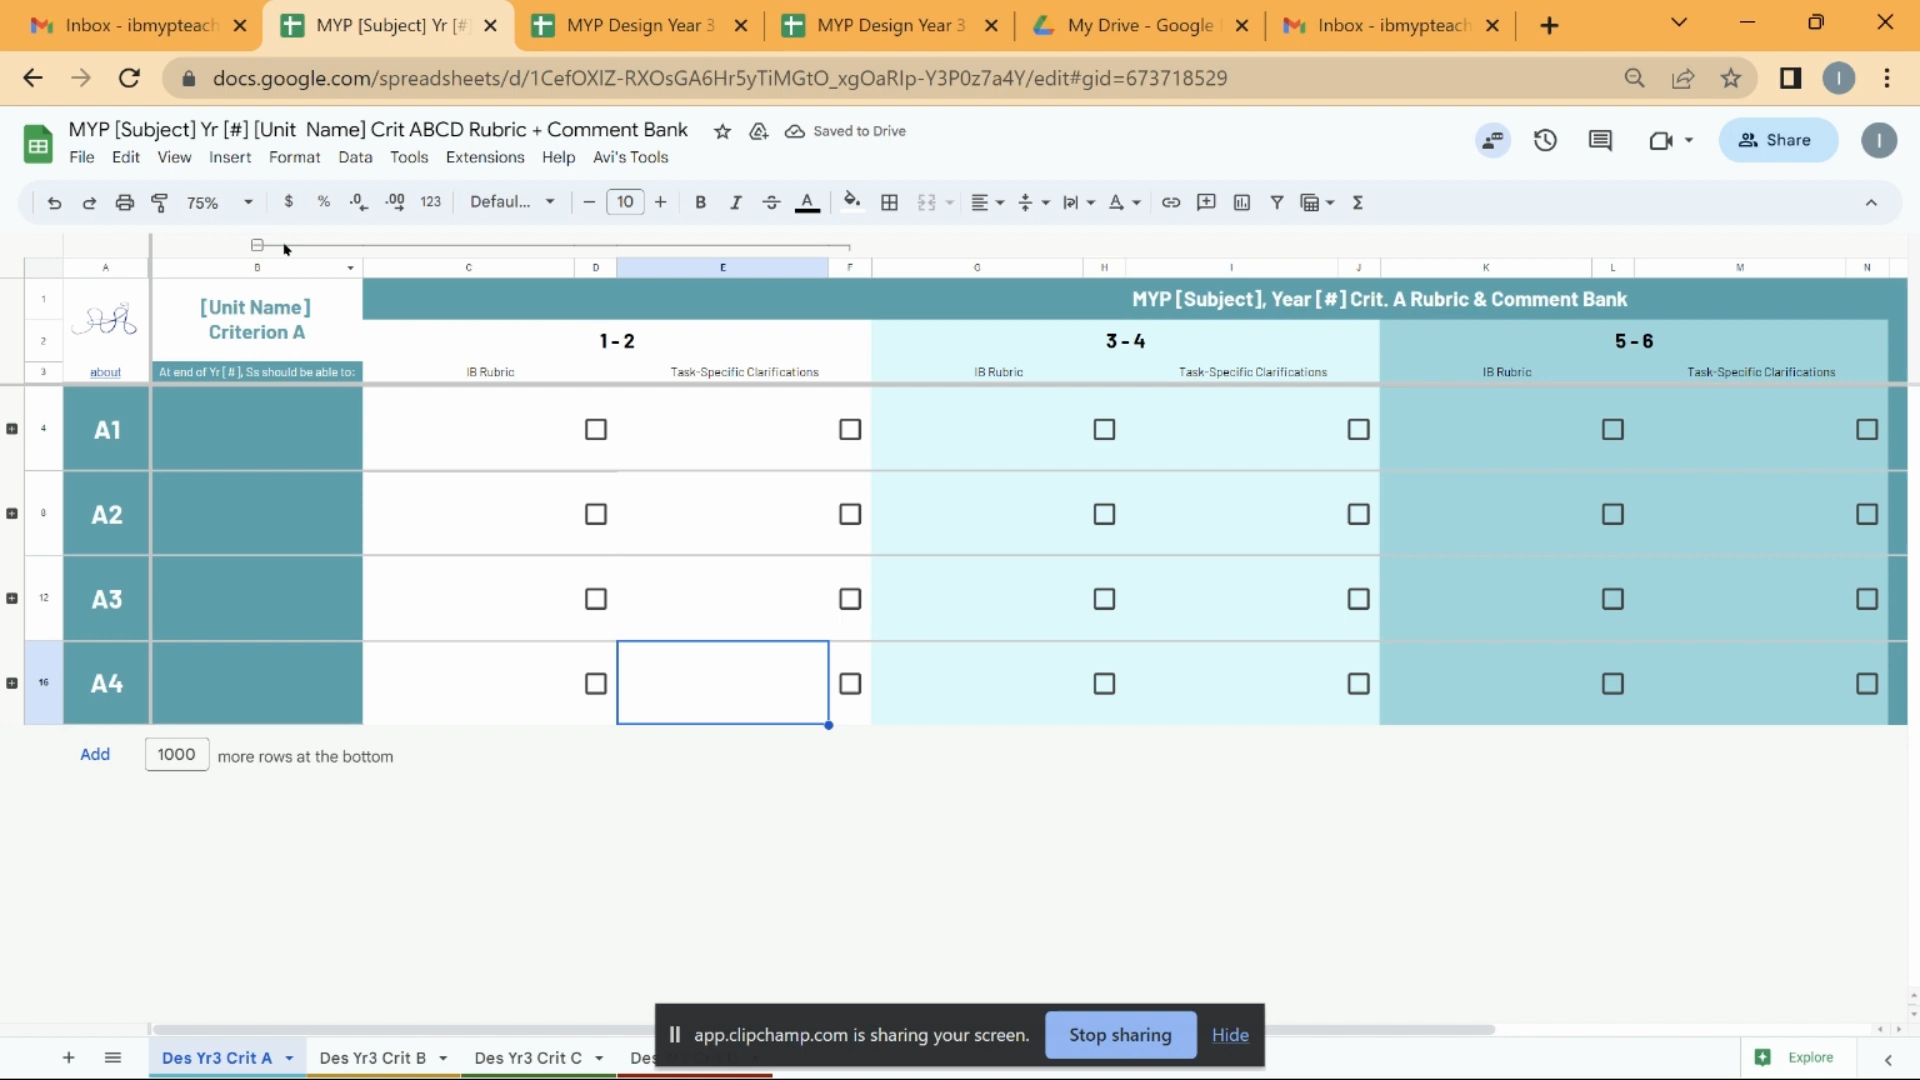 Inbox - ibmypteach
MYP [Subject] Yr [#]
MYP Design Year 3
MYP Design Year 3
My Drive - Google
Inbox - ibmypteach
docs.google.com/spreadsheets/d/1CefOXlZ-RXOsGA6Hr5yTiMGtO_xgOaRlp-Y3P0z7a4Y/edit#gid=673718529
I
MYP [Subject] Yr [#] [Unit Name] Crit ABCD Rubric + Comment Bank
Saved to Drive
File Edit View Insert Format Data Tools Extensions Help Avi's Tools
Share
I
75% $ % .0 .00 123 Defaul... − 10 + B I S A
A B C D E F G H I J K L M N
1 [Unit Name] MYP [Subject], Year [#] Crit. A Rubric & Comment Bank
Criterion A
2 1 - 2 3 - 4 5 - 6
3 about At end of Yr [#], Ss should be able to: IB Rubric Task-Specific Clarifications IB Rubric Task-Specific Clarifications IB Rubric Task-Specific Clarifications
4 A1
8 A2
12 A3
16 A4
Add 1000 more rows at the bottom
app.clipchamp.com is sharing your screen. Stop sharing Hide
Des Yr3 Crit A Des Yr3 Crit B Des Yr3 Crit C Des
Explore